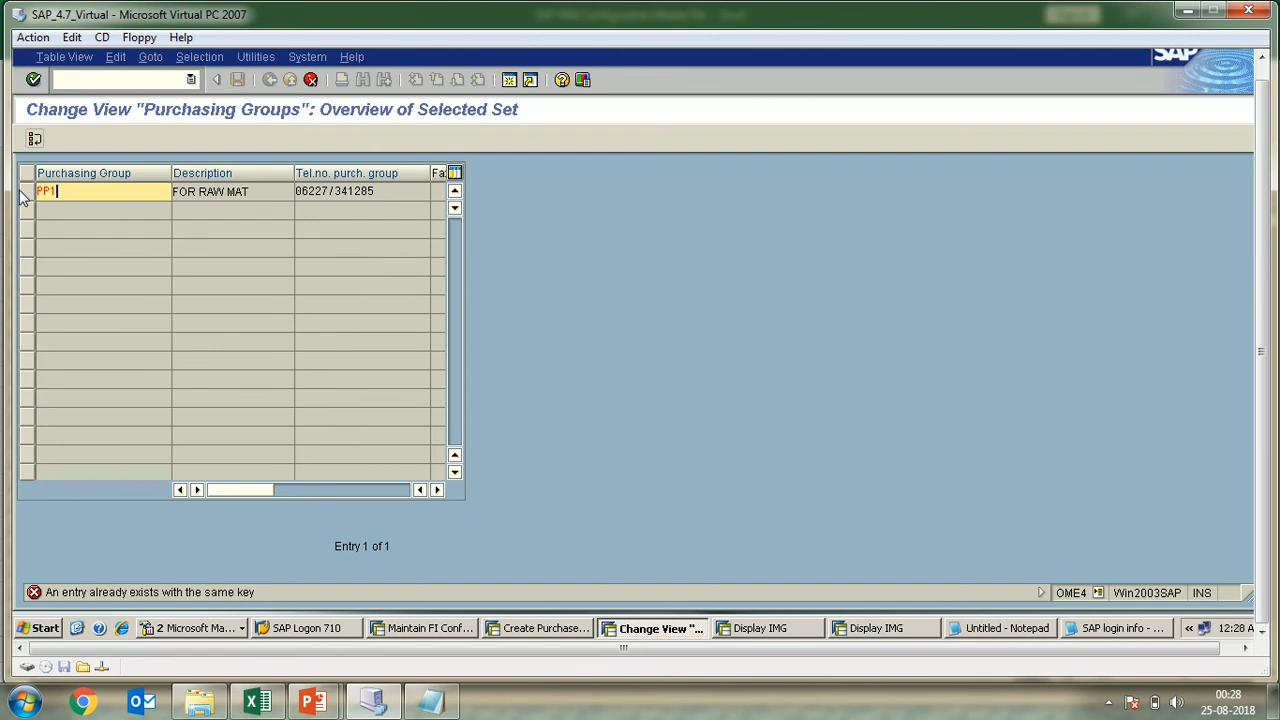 SAP_4.7_Virtual - Microsoft Virtual PC 2007
Action Edit CD Floppy Help
Table View Edit Goto Selection Utilities System Help
SAP
Change View "Purchasing Groups": Overview of Selected Set
Purchasing Group Description Tel.no. purch. group Fa
PP1 FOR RAW MAT 06227/341285
Entry 1 of 1
An entry already exists with the same key
OME4 Win2003SAP INS
Start 2 Microsoft Ma... SAP Logon 710 Maintain FI Conf... Create Purchase... Change View "... Display IMG Display IMG Untitled - Notepad SAP login info - ... « 12:28 A
00:28
25-08-2018